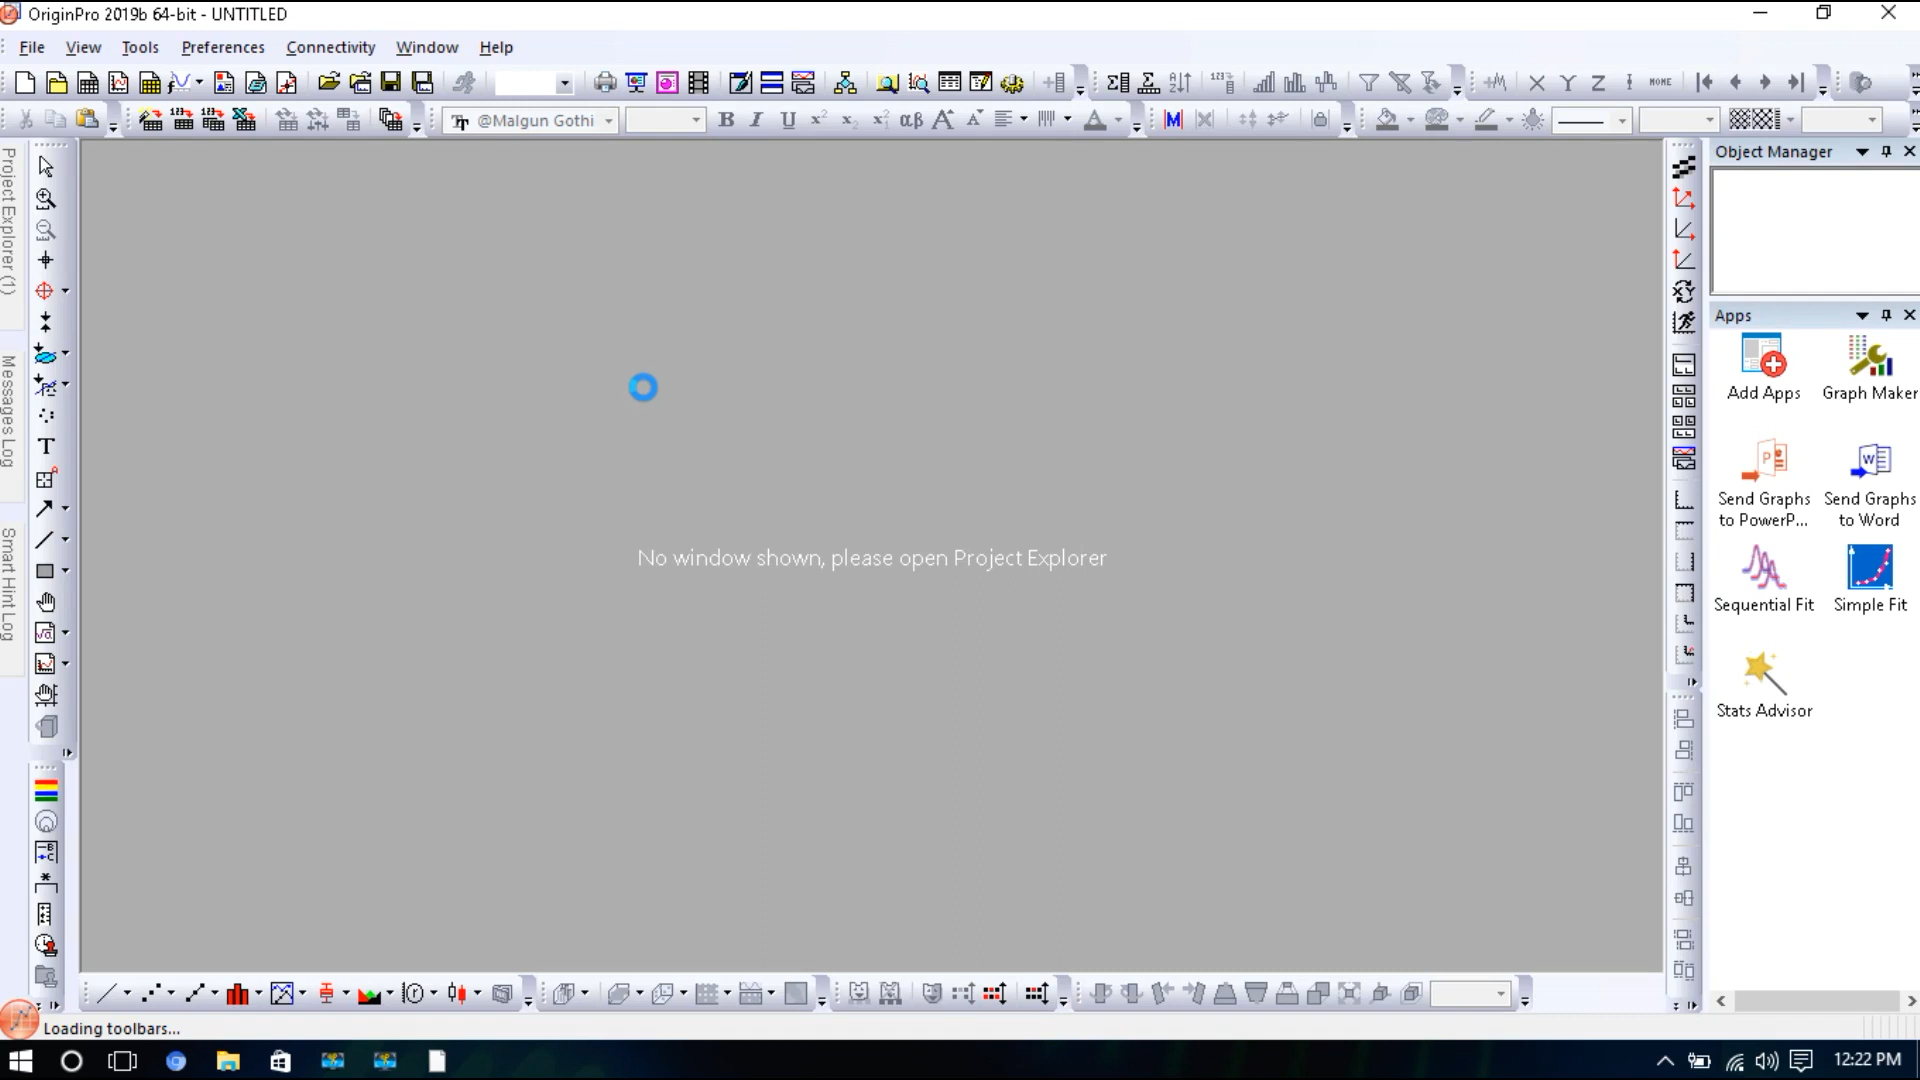 OriginPro 2019b 64-bit - UNTITLED
File View Tools Preferences Connectivity Window Help
HOME
@Malgun Gothi
B I U
Project Explorer (1)
Messages Log
Smart Hint Log
Object Manager
Apps
Add Apps Graph Maker
Send Graphs to PowerP... Send Graphs to Word
Sequential Fit Simple Fit
Stats Advisor
No window shown, please open Project Explorer
Loading toolbars...
12:22 PM